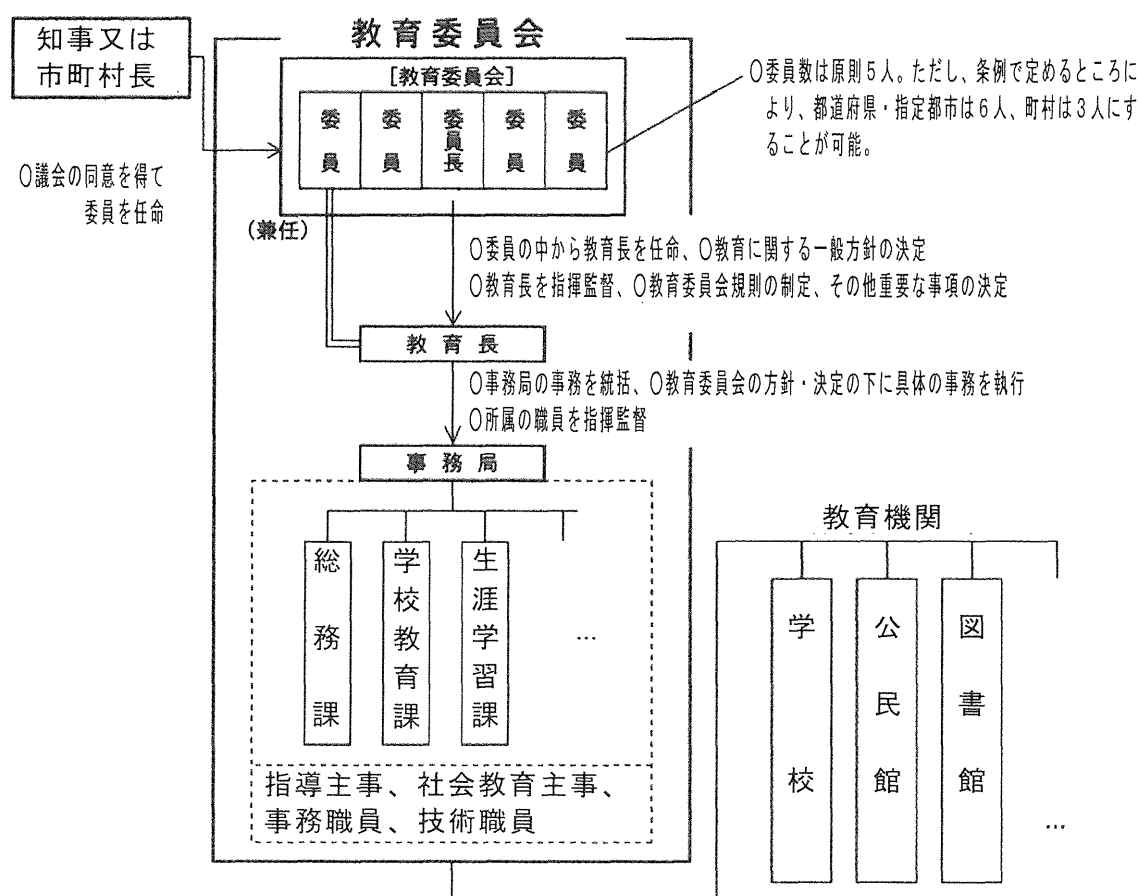 知事又は
市町村長
教育委員会
[教育委員会]
委員
委員
委員長
委員
委員
○委員数は原則5人。ただし、条例で定めるところに
より、都道府県・指定都市は6人、町村は3人にす
ることが可能。
○議会の同意を得て
委員を任命
(兼任)
○委員の中から教育長を任命、○教育に関する一般方針の決定
○教育長を指揮監督、○教育委員会規則の制定、その他重要な事項の決定
教育長
○事務局の事務を統括、○教育委員会の方針・決定の下に具体の事務を執行
○所属の職員を指揮監督
事務局
総務課
学校教育課
生涯学習課
…
指導主事、社会教育主事、
事務職員、技術職員
教育機関
学校
公民館
図書館
…